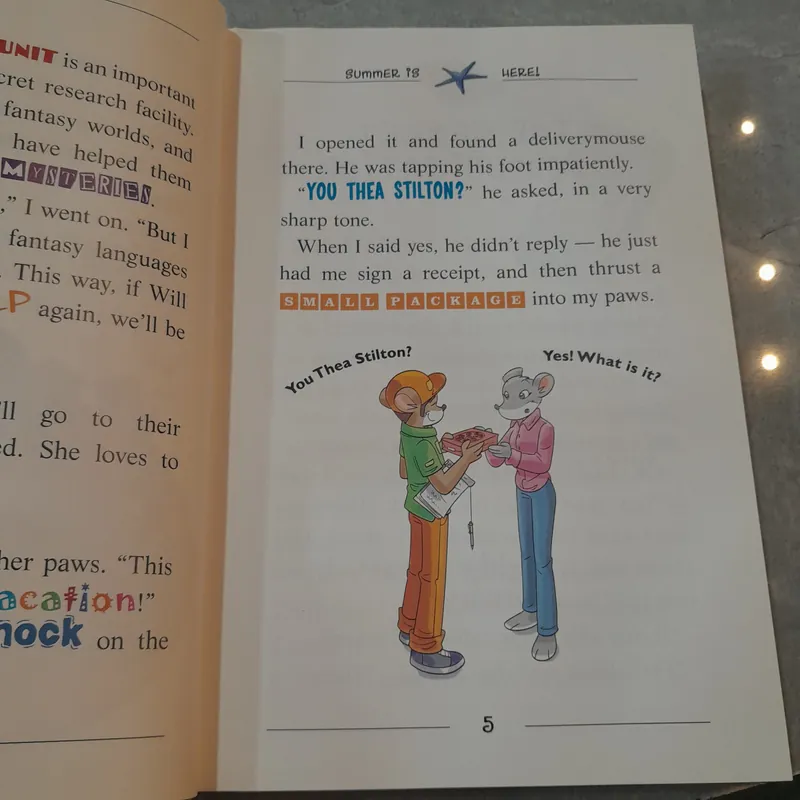 UNIT is an important
research facility.
fantasy worlds, and
have helped them
MYSTERIES.
," I went on. "But I
fantasy languages
. This way, if Will
again, we'll be
go to their
. She loves to
her paws. "This
!"
on the
SUMMER IS HERE!
I opened it and found a deliverymouse
there. He was tapping his foot impatiently.
"YOU THEA STILTON?" he asked, in a very
sharp tone.
When I said yes, he didn't reply — he just
had me sign a receipt, and then thrust a
SMALL PACKAGE into my paws.
You Thea Stilton?
Yes! What is it?
5